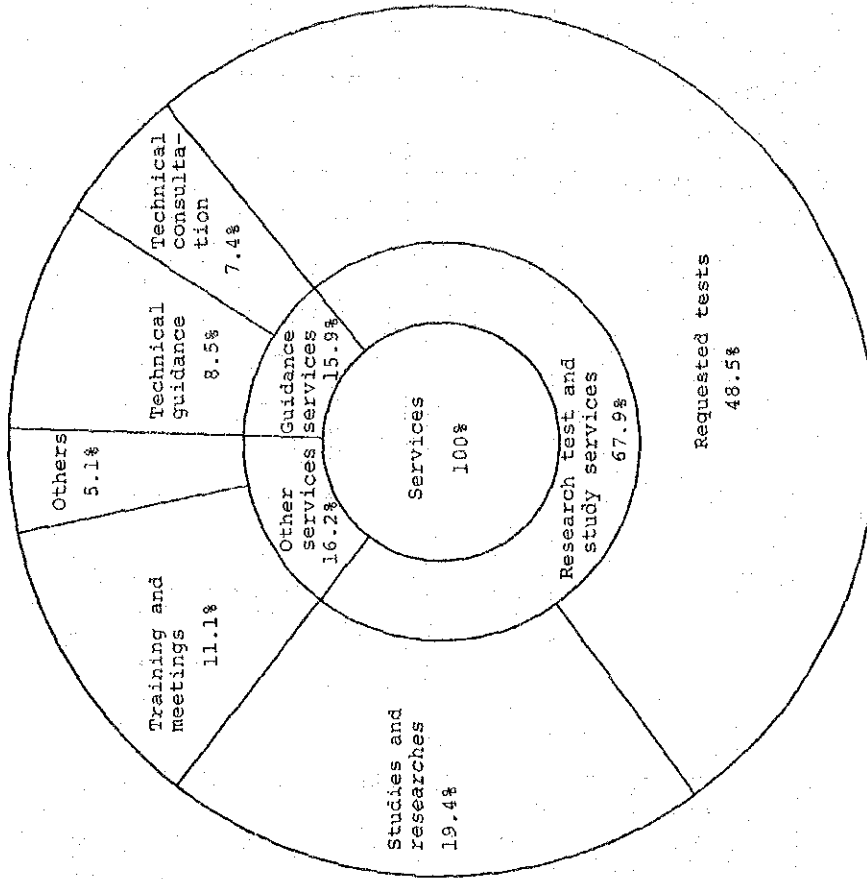 Services
100%
Guidance
services
15.9%
Research test and
study services
67.9%
Other
services
16.2%
Technical
consulta-
tion
7.4%
Requested tests
48.5%
Studies and
researches
19.4%
Training and
meetings
11.1%
Others
5.1%
Technical
guidance
8.5%